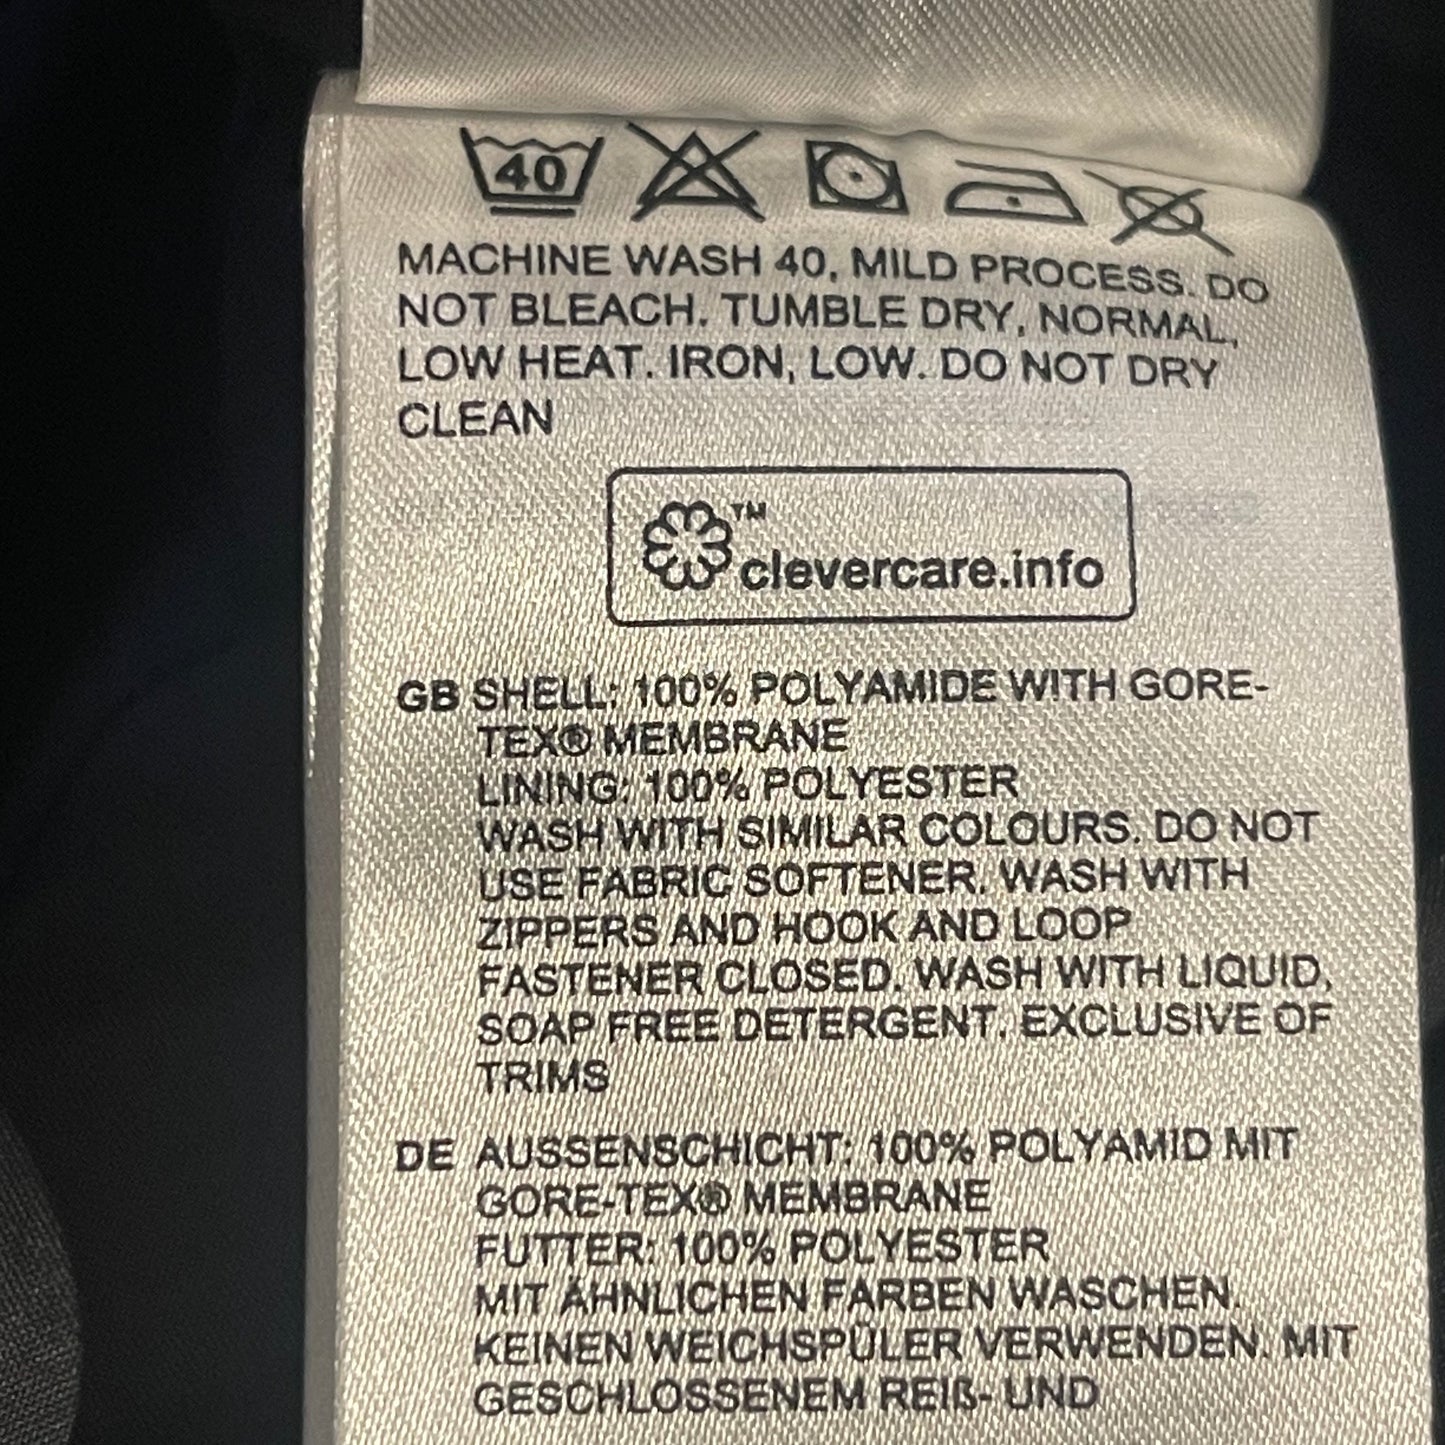 40
MACHINE WASH 40, MILD PROCESS. DO
NOT BLEACH. TUMBLE DRY, NORMAL,
LOW HEAT. IRON, LOW. DO NOT DRY
CLEAN
™
clevercare.info
GB SHELL: 100% POLYAMIDE WITH GORE-
TEX® MEMBRANE
LINING: 100% POLYESTER
WASH WITH SIMILAR COLOURS. DO NOT
USE FABRIC SOFTENER. WASH WITH
ZIPPERS AND HOOK AND LOOP
FASTENER CLOSED. WASH WITH LIQUID,
SOAP FREE DETERGENT. EXCLUSIVE OF
TRIMS
DE AUSSENSCHICHT: 100% POLYAMID MIT
GORE-TEX® MEMBRANE
FUTTER: 100% POLYESTER
MIT ÄHNLICHEN FARBEN WASCHEN.
KEINEN WEICHSPÜLER VERWENDEN. MIT
GESCHLOSSENEM REIß- UND